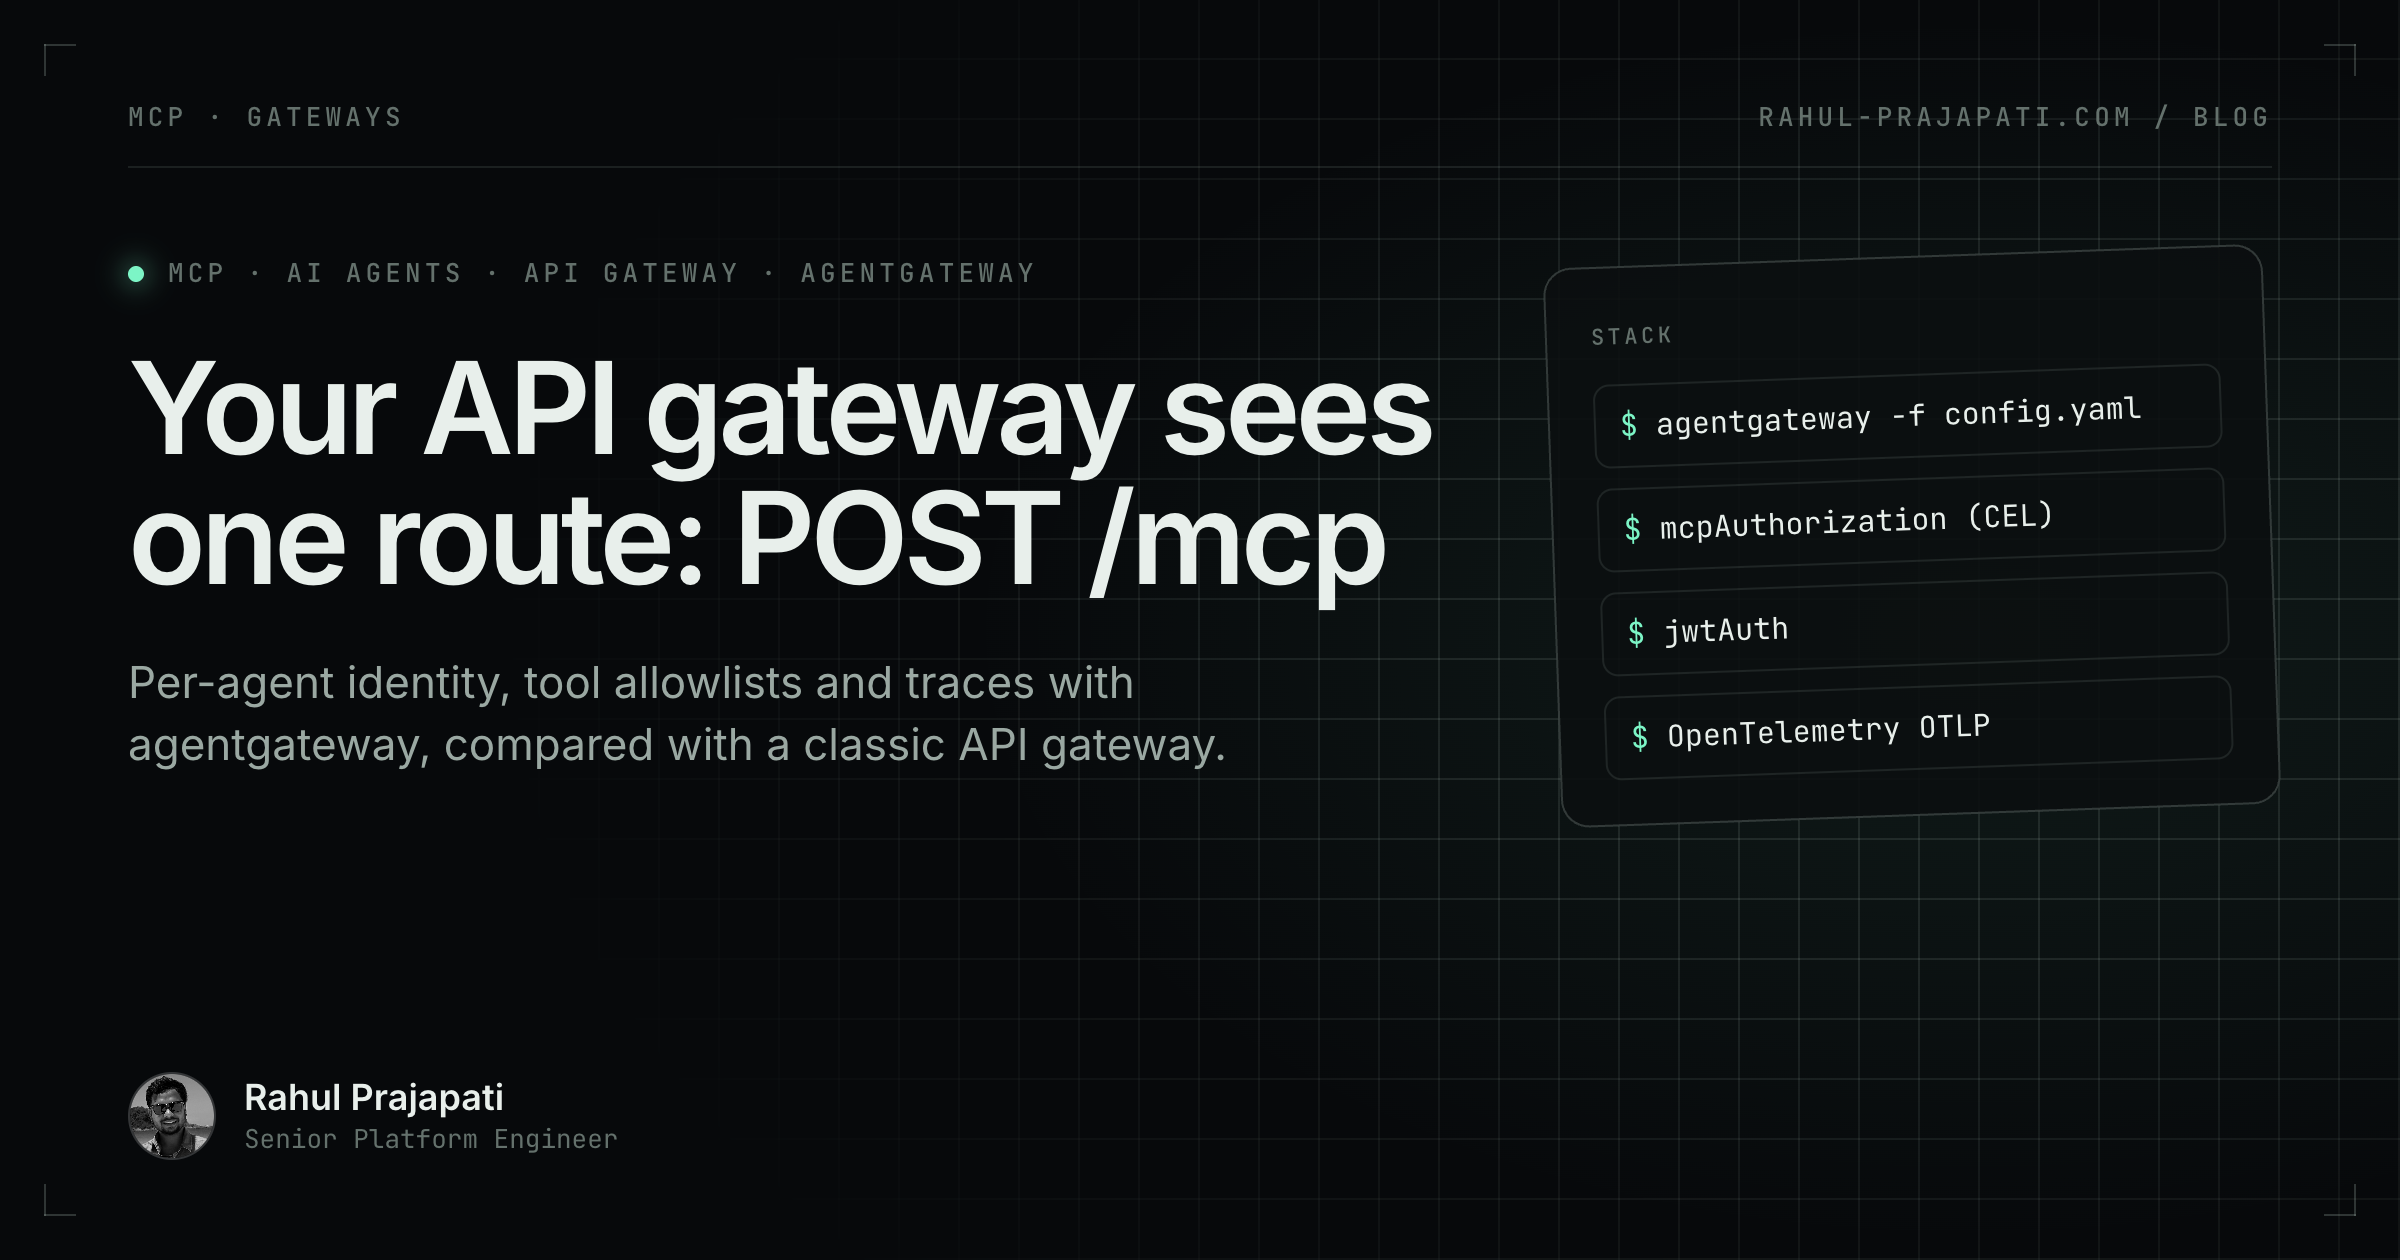 MCP · GATEWAYS
RAHUL-PRAJAPATI.COM / BLOG
MCP · AI AGENTS · API GATEWAY · AGENTGATEWAY
Your API gateway sees
one route: POST /mcp
Per-agent identity, tool allowlists and traces with
agentgateway, compared with a classic API gateway.
STACK
$ agentgateway -f config.yaml
$ mcpAuthorization (CEL)
$ jwtAuth
$ OpenTelemetry OTLP
Rahul Prajapati
Senior Platform Engineer